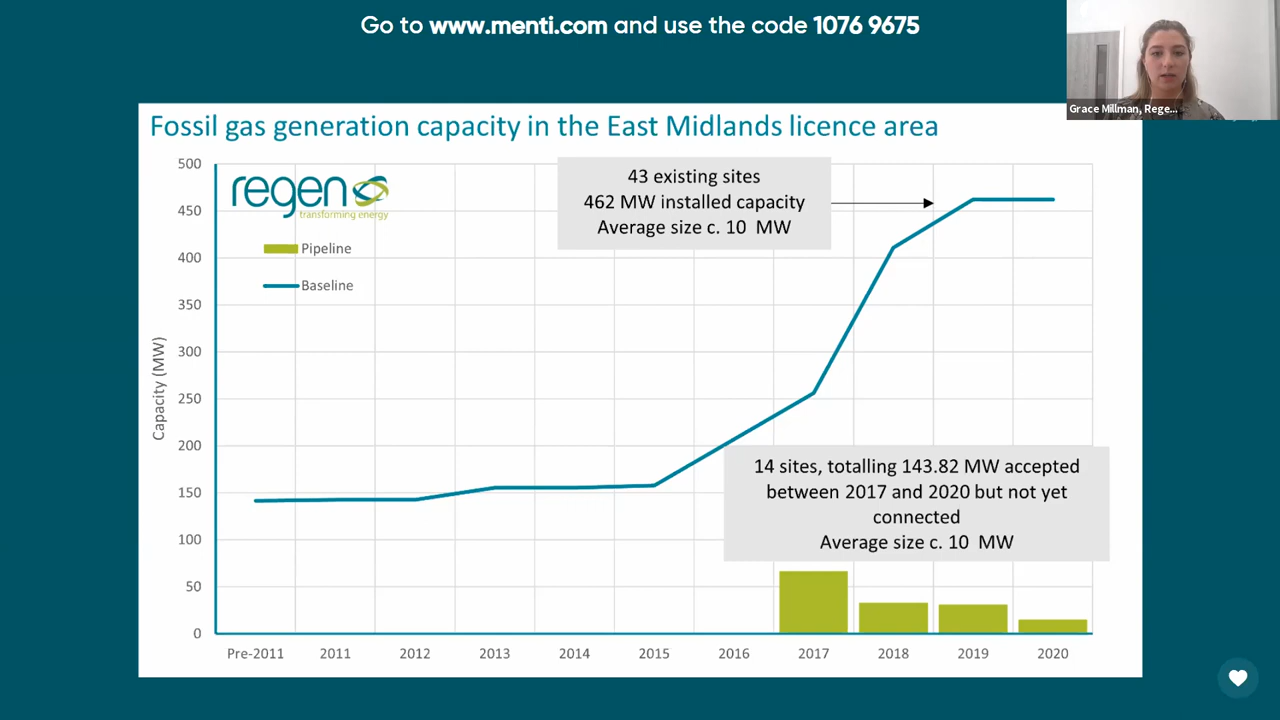 Go to www.menti.com and use the code 1076 9675
Grace Millman, Rege...
Fossil gas generation capacity in the East Midlands licence area
500
450
400
350
300
250
200
150
100
50
0
Capacity (MW)
regen
transforming energy
Pipeline
Baseline
43 existing sites
462 MW installed capacity
Average size c. 10 MW
14 sites, totalling 143.82 MW accepted
between 2017 and 2020 but not yet
connected
Average size c. 10 MW
Pre-2011 2011 2012 2013 2014 2015 2016 2017 2018 2019 2020